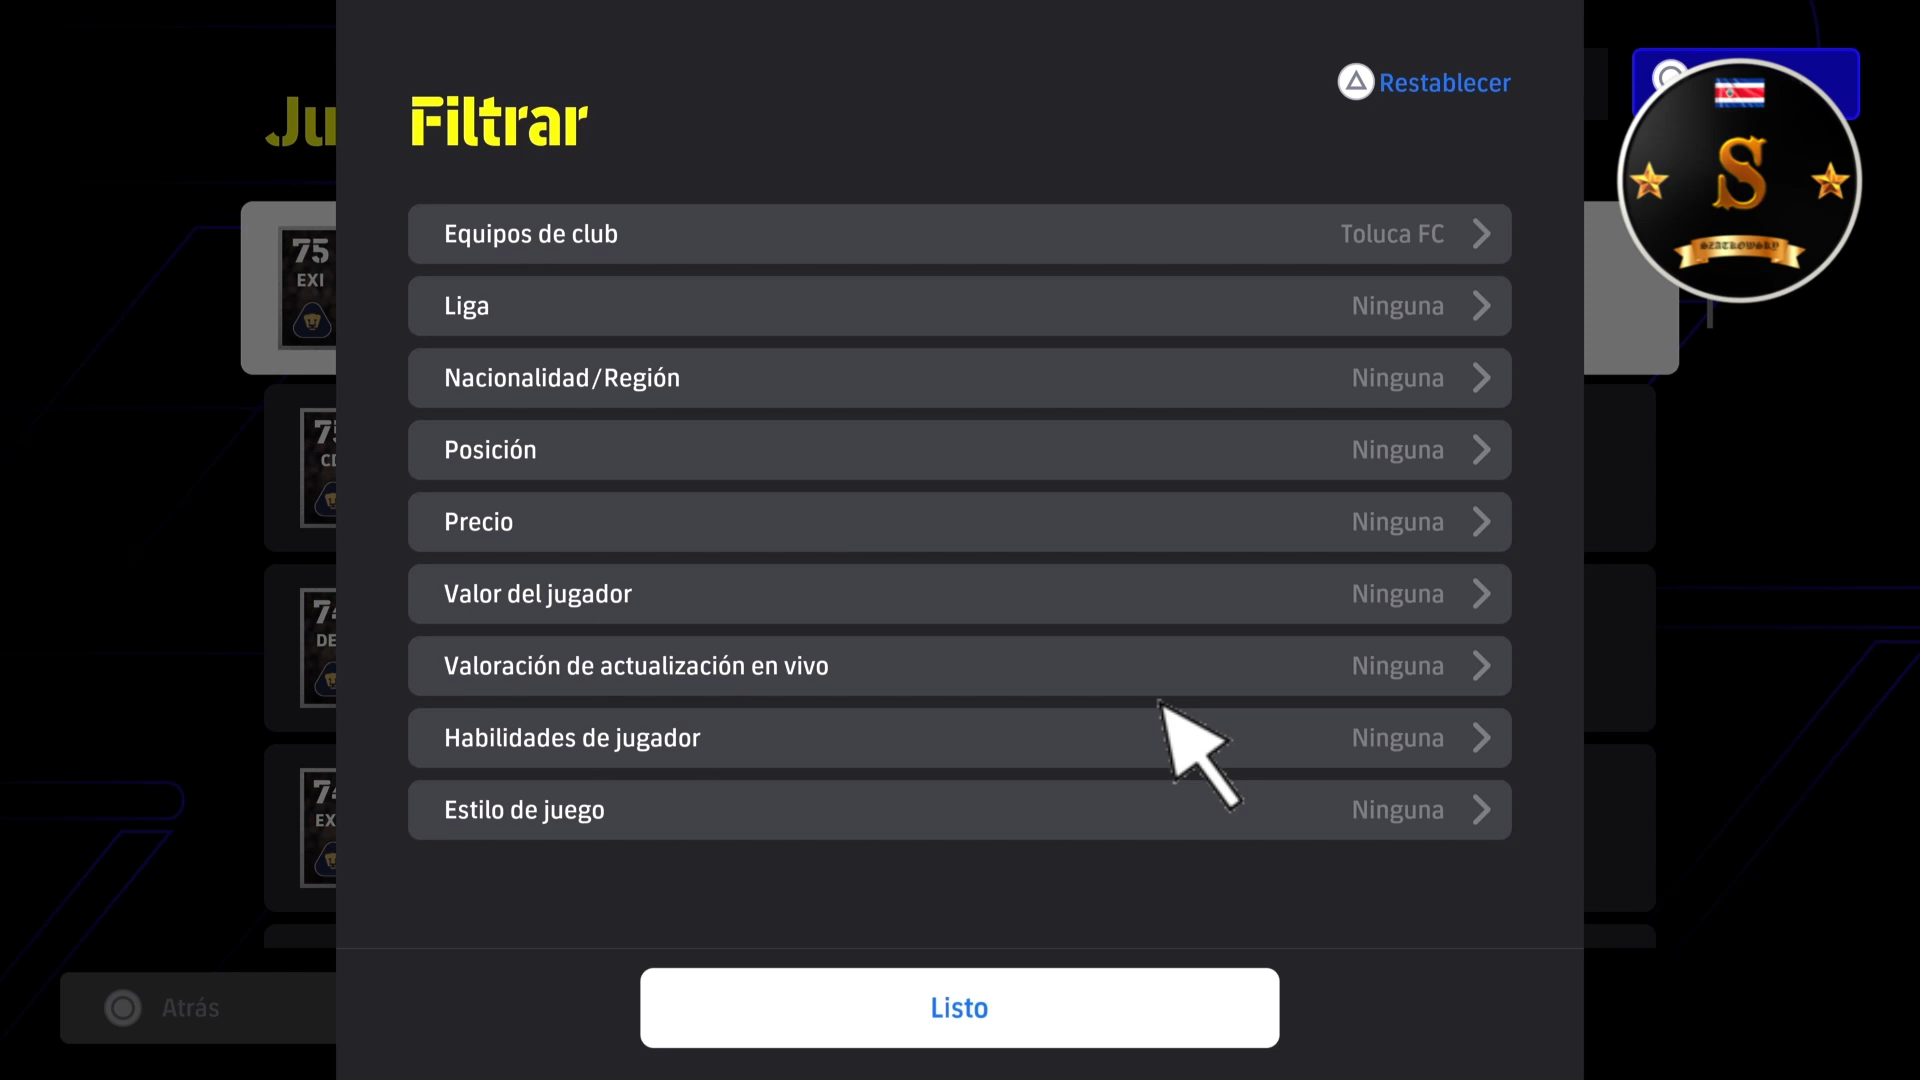 Restablecer
Filtrar
Equipos de club Toluca FC
Liga Ninguna
Nacionalidad/Región Ninguna
Posición Ninguna
Precio Ninguna
Valor del jugador Ninguna
Valoración de actualización en vivo Ninguna
Habilidades de jugador Ninguna
Estilo de juego Ninguna
Listo
Atrás
75
EXI
S
SZATKOWSKY